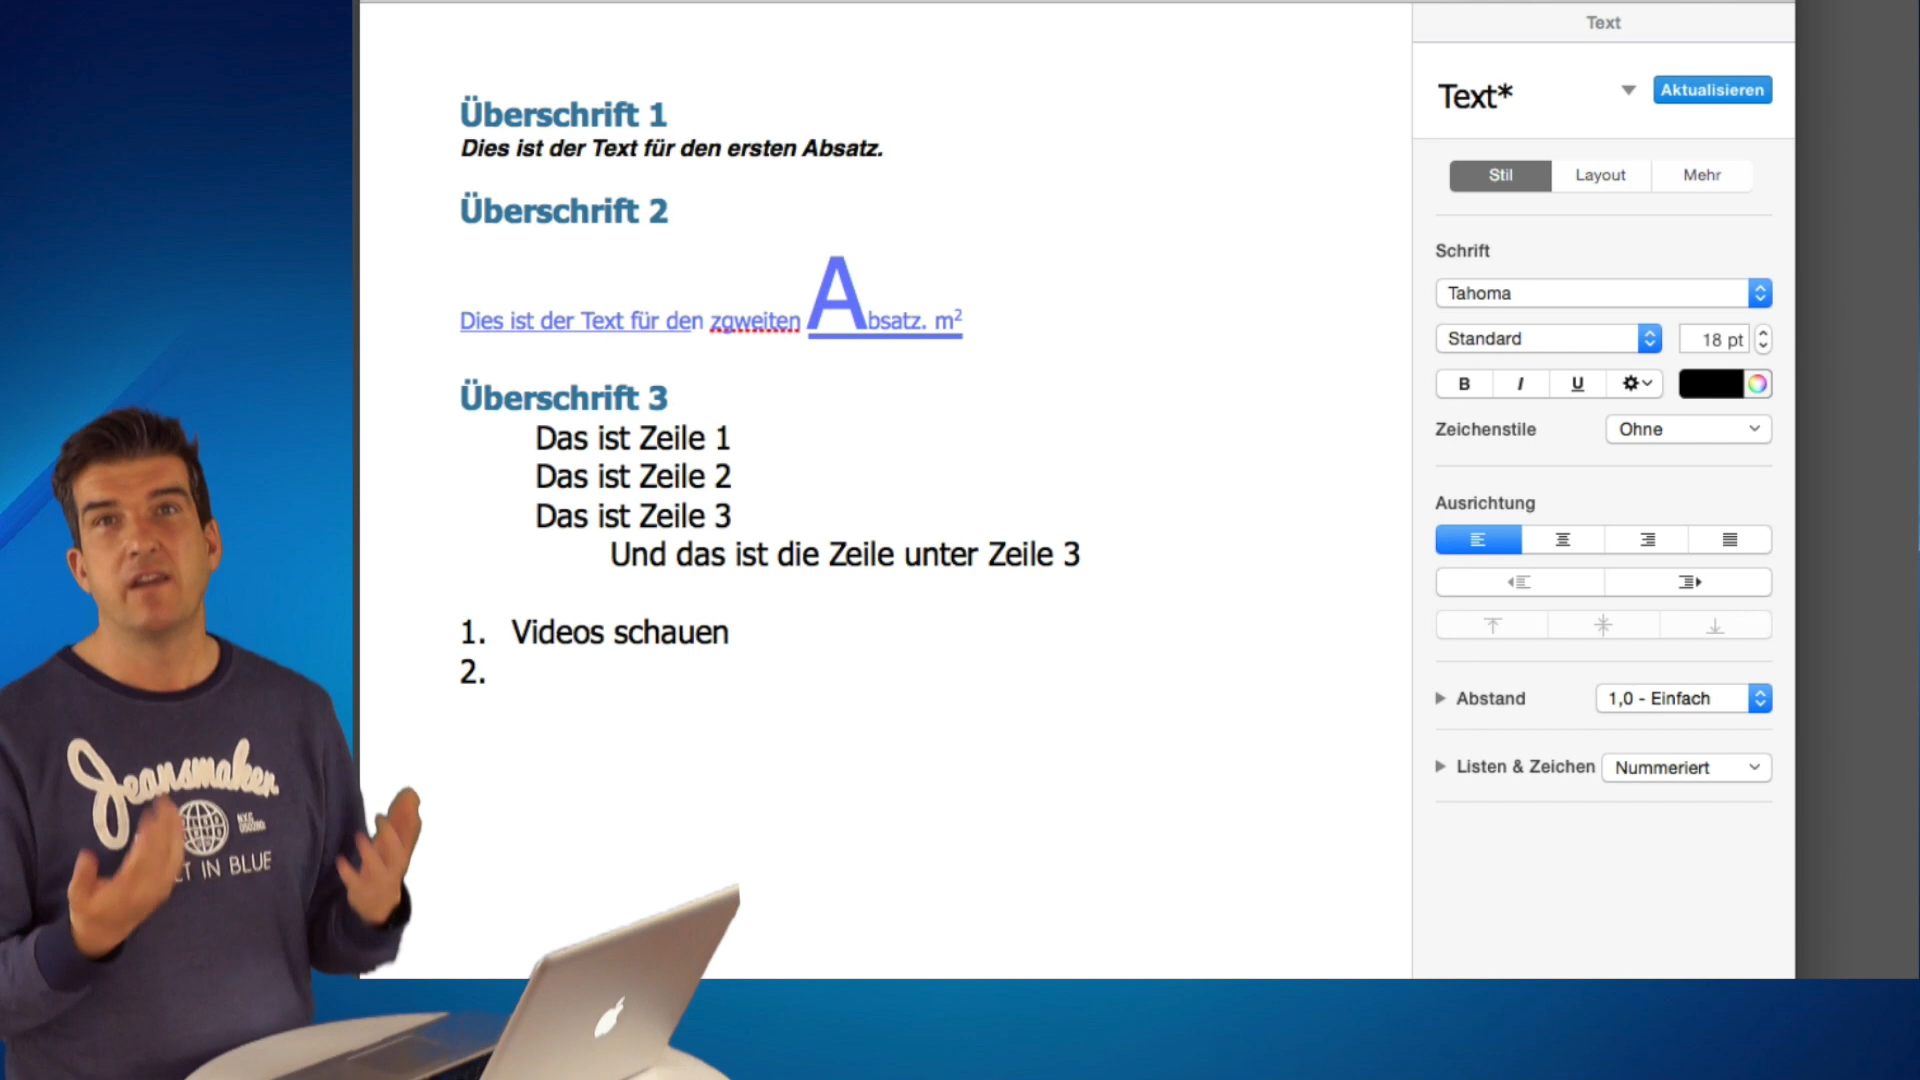 Text
Text*
Aktualisieren
Stil Layout Mehr
Schrift
Tahoma
Standard 18 pt
B I U
Zeichenstile Ohne
Ausrichtung
Abstand 1,0 - Einfach
Listen & Zeichen Nummeriert
Überschrift 1
Dies ist der Text für den ersten Absatz.
Überschrift 2
Dies ist der Text für den zgweiten Absatz. m²
Überschrift 3
Das ist Zeile 1
Das ist Zeile 2
Das ist Zeile 3
Und das ist die Zeile unter Zeile 3
1. Videos schauen
2.
Jeansmaker
IN BLUE